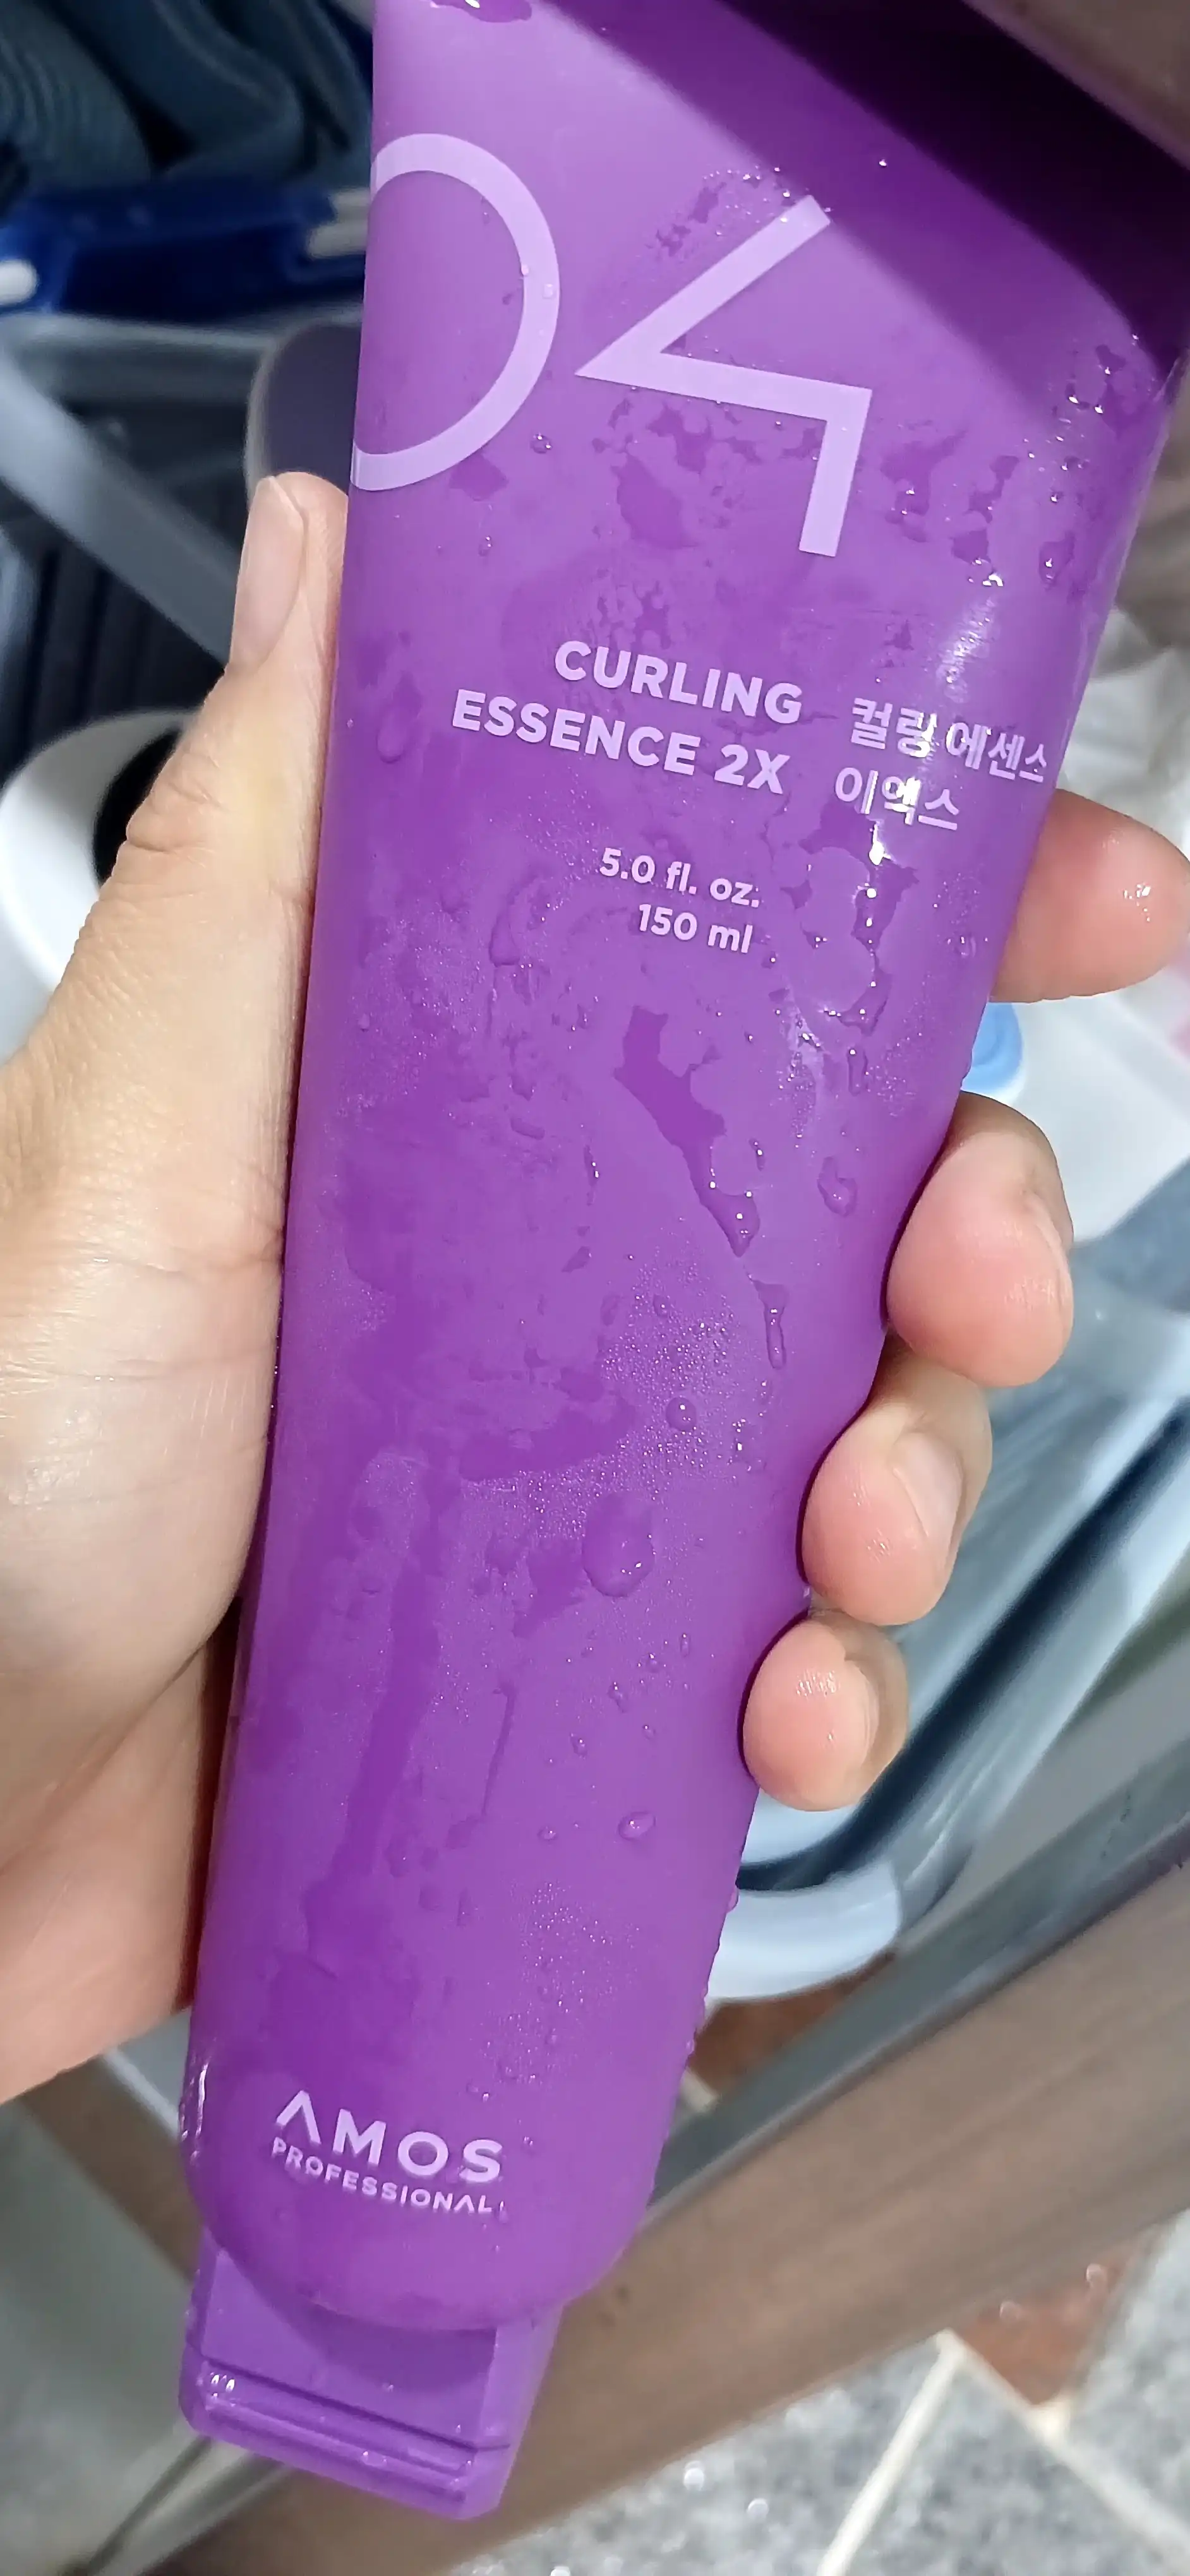 04
CURLING
ESSENCE 2X
컬링 에센스
이엑스
5.0 fl. oz.
150 ml
AMOS
PROFESSIONAL